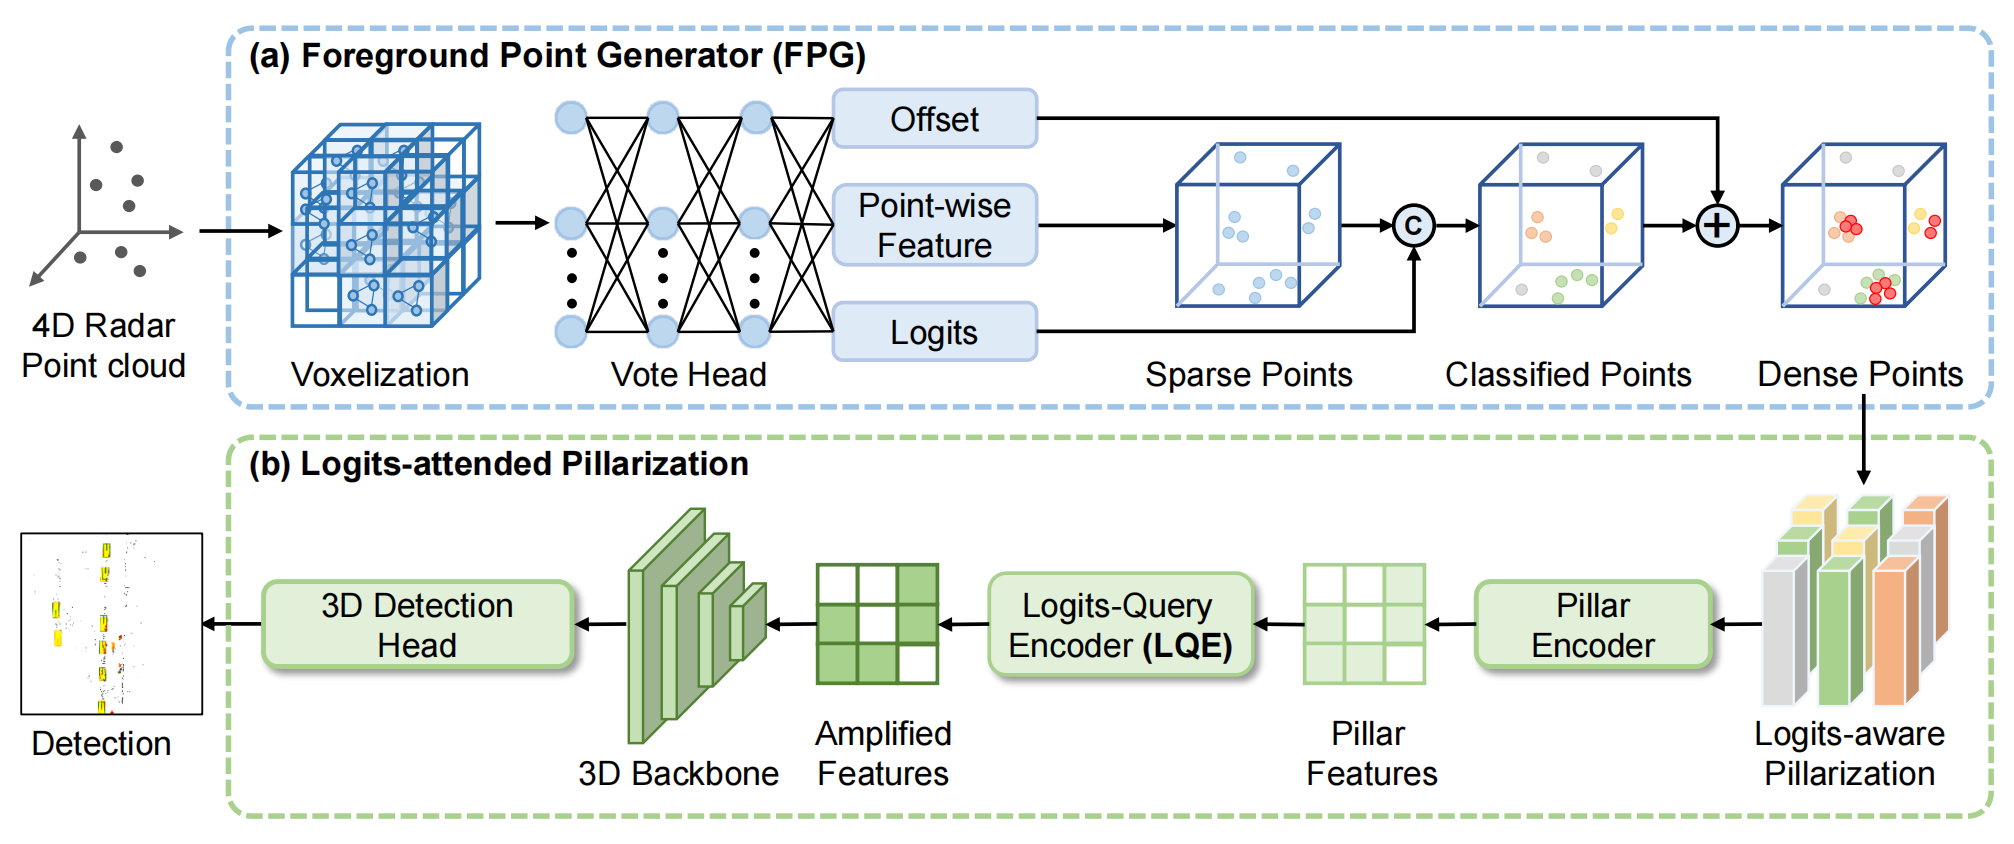 (a) Foreground Point Generator (FPG)
4D Radar
Point cloud
Voxelization
Vote Head
Offset
Point-wise
Feature
Logits
Sparse Points
C
Classified Points
+
Dense Points
(b) Logits-attended Pillarization
Logits-aware
Pillarization
Pillar
Encoder
Pillar
Features
Logits-Query
Encoder (LQE)
Amplified
Features
3D Backbone
3D Detection
Head
Detection